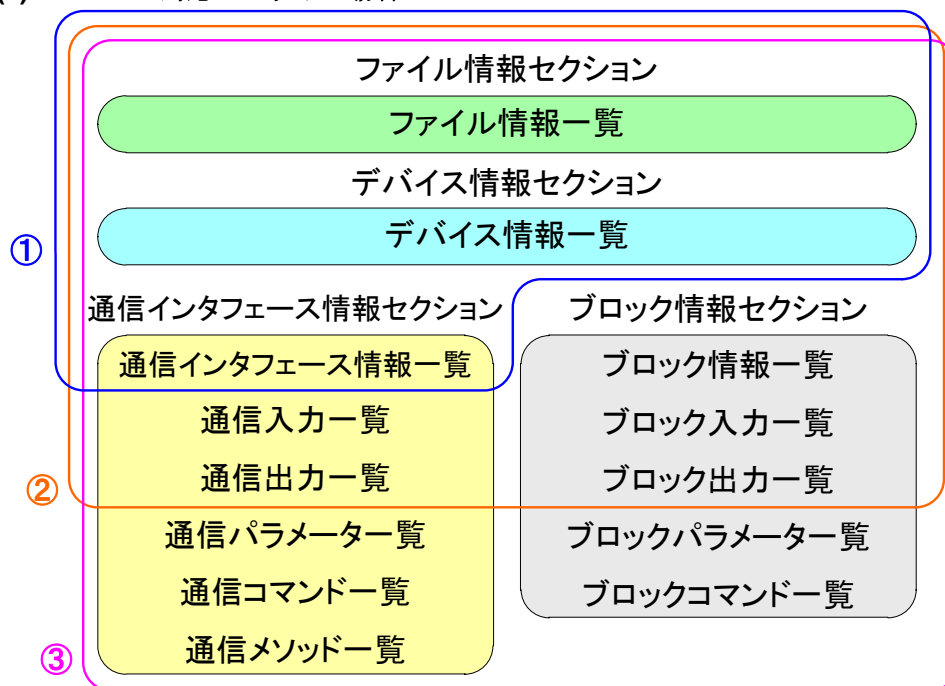 ファイル情報セクション
ファイル情報一覧
デバイス情報セクション
デバイス情報一覧
①
通信インタフェース情報セクション
通信インタフェース情報一覧
通信入力一覧
通信出力一覧
通信パラメーター覧
通信コマンド一覧
通信メソッド一覧
ブロック情報セクション
ブロック情報一覧
ブロック入力一覧
ブロック出力一覧
ブロックパラメーター覧
ブロックコマンド一覧
②
③